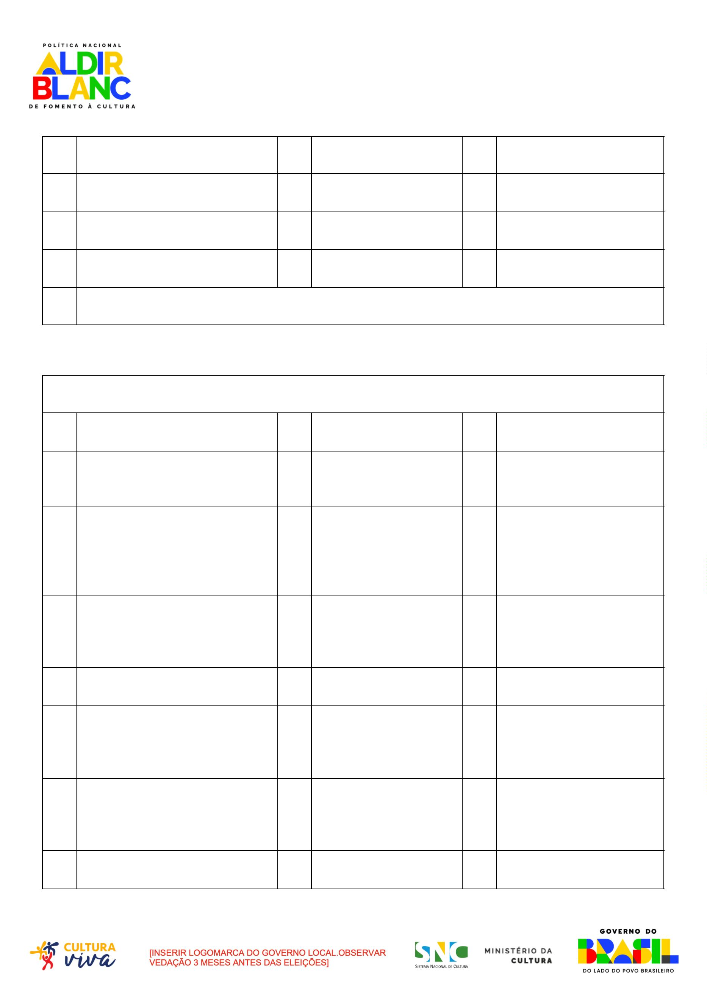 POLÍTICA NACIONAL
ALDIR
BLANC
DE FOMENTO À CULTURA
CULTURA
viva
[INSERIR LOGOMARCA DO GOVERNO LOCAL.OBSERVAR
VEDAÇÃO 3 MESES ANTES DAS ELEIÇÕES]
SNC
SISTEMA NACIONAL DE CULTURA
MINISTÉRIO DA
CULTURA
GOVERNO DO
BRASIL
DO LADO DO POVO BRASILEIRO